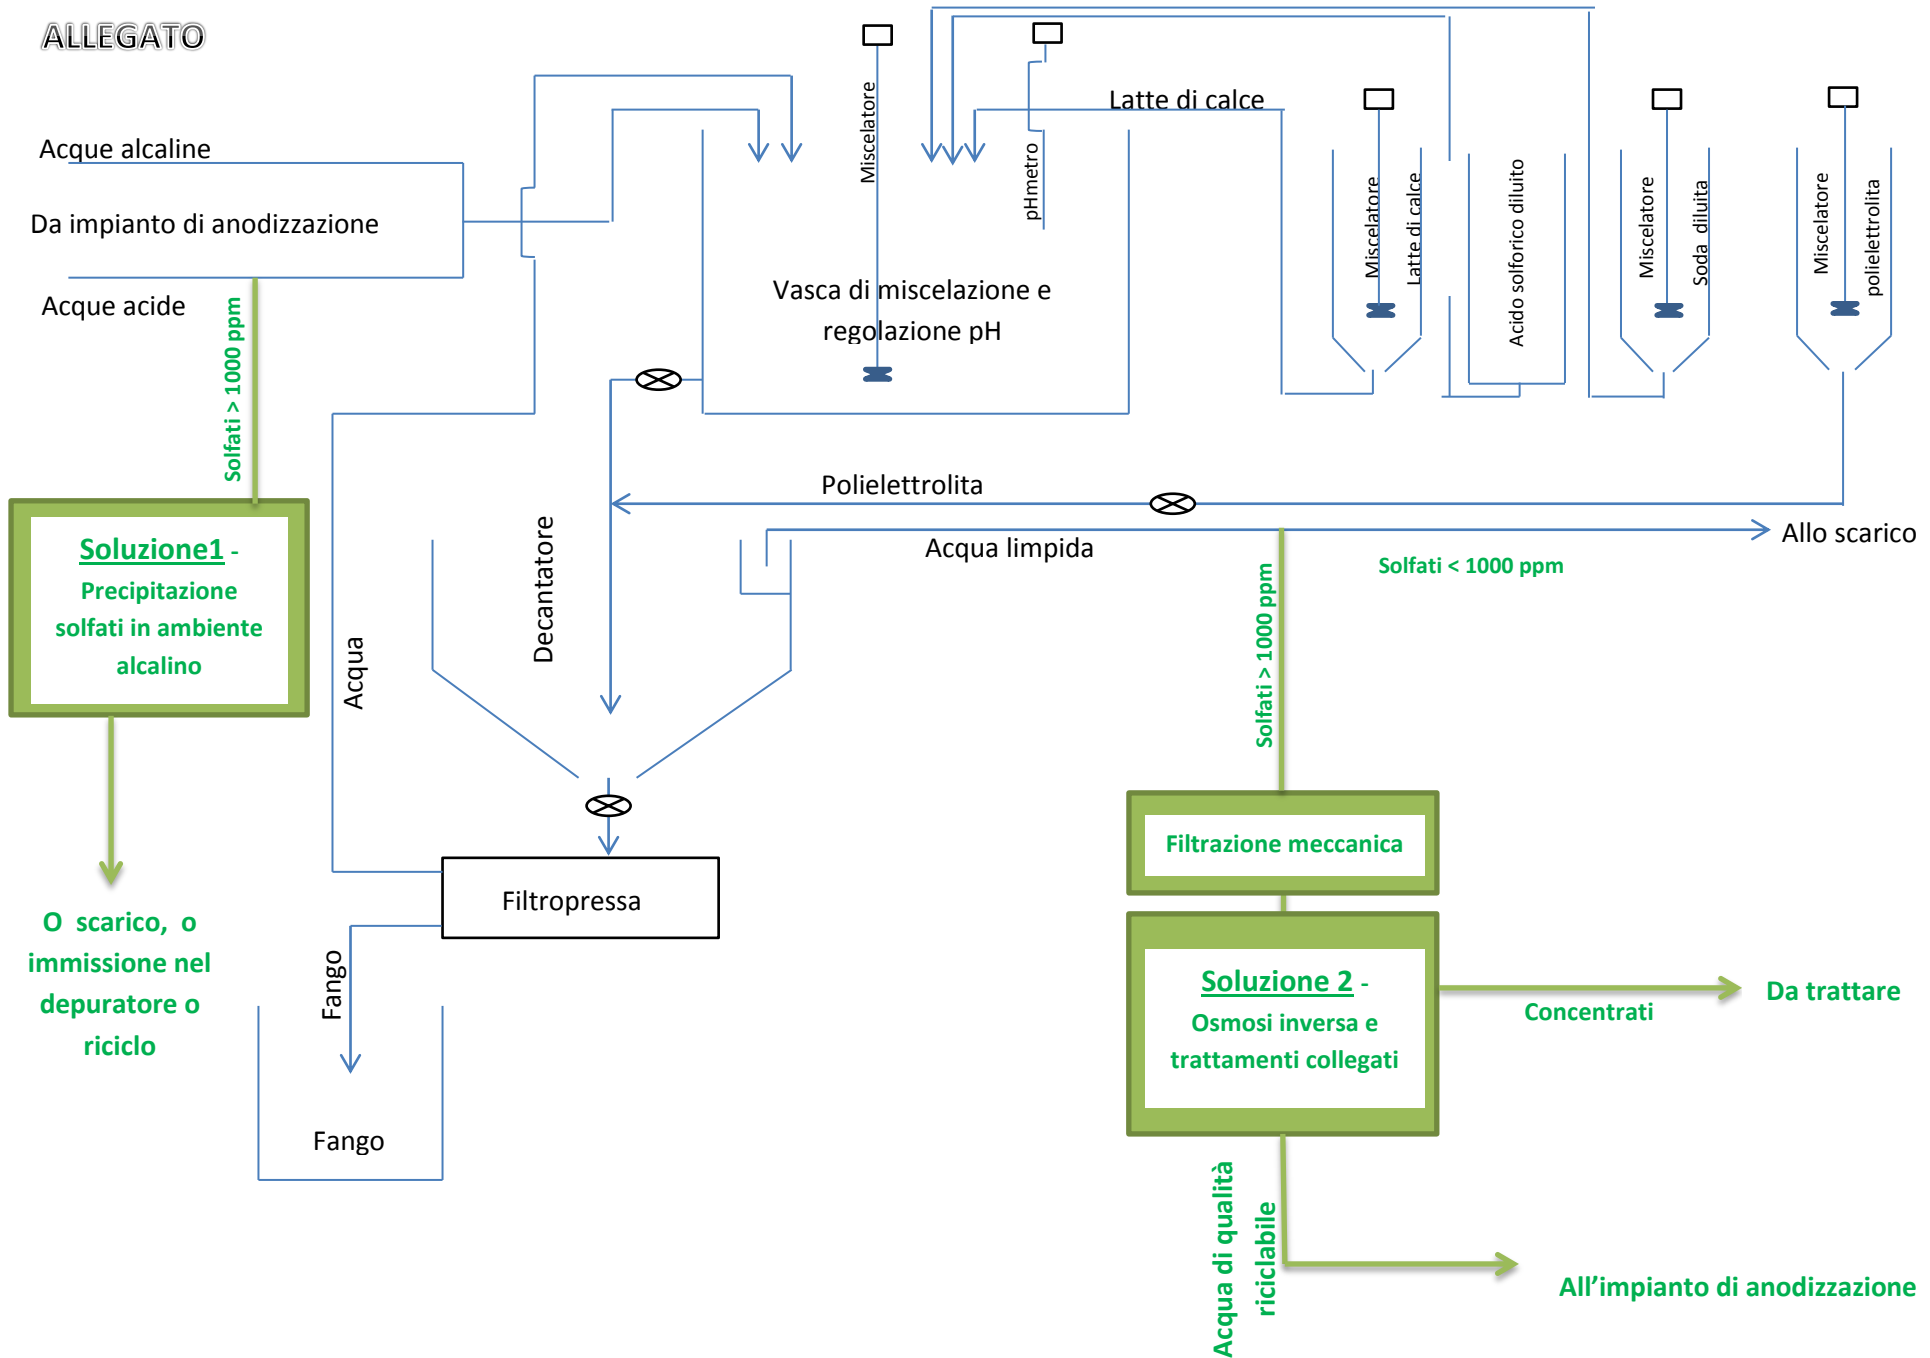 ALLEGATO
Acque alcaline
Da impianto di anodizzazione
Acque acide
Solfati > 1000 ppm
Soluzione1 -
Precipitazione
solfati in ambiente
alcalino
O scarico, o
immissione nel
depuratore o
riciclo
Miscelatore
pHmetro
Latte di calce
Vasca di miscelazione e
regolazione pH
Miscelatore
Latte di calce
Acido solforico diluito
Miscelatore
Soda diluita
Miscelatore
polielettrolita
Polielettrolita
Acqua limpida
Allo scarico
Solfati < 1000 ppm
Decantatore
Acqua
Solfati > 1000 ppm
Filtropressa
Fango
Fango
Filtrazione meccanica
Soluzione 2 -
Osmosi inversa e
trattamenti collegati
Concentrati
Da trattare
Acqua di qualità
riciclabile
All’impianto di anodizzazione